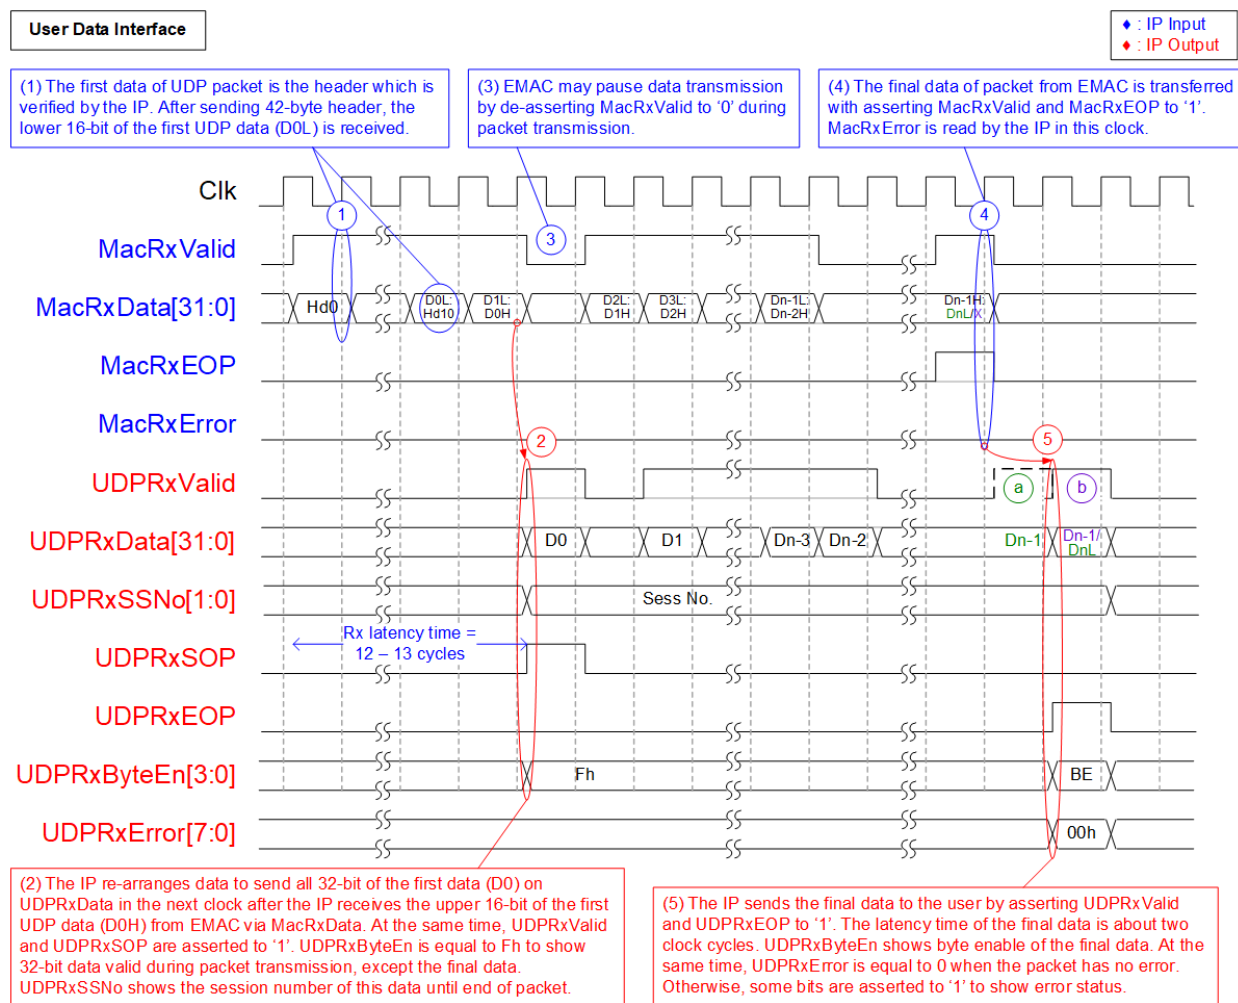 User Data Interface
♦ : IP Input
♦ : IP Output
(1) The first data of UDP packet is the header which is
verified by the IP. After sending 42-byte header, the
lower 16-bit of the first UDP data (D0L) is received.
(3) EMAC may pause data transmission
by de-asserting MacRxValid to ‘0’ during
packet transmission.
(4) The final data of packet from EMAC is transferred
with asserting MacRxValid and MacRxEOP to ‘1’.
MacRxError is read by the IP in this clock.
Clk
1
4
MacRxValid
3
MacRxData[31:0]
Hd0
D0L:
Hd10
D1L:
D0H
D2L:
D1H
D3L:
D2H
Dn-1L:
Dn-2H
Dn-1H:
DnL/X
MacRxEOP
MacRxError
2
5
UDPRxValid
a
b
UDPRxData[31:0]
D0
D1
Dn-3
Dn-2
Dn-1
Dn-1/
DnL
UDPRxSSNo[1:0]
Sess No.
Rx latency time =
12 – 13 cycles
UDPRxSOP
UDPRxEOP
UDPRxByteEn[3:0]
Fh
BE
UDPRxError[7:0]
00h
(2) The IP re-arranges data to send all 32-bit of the first data (D0) on
UDPRxData in the next clock after the IP receives the upper 16-bit of the first
UDP data (D0H) from EMAC via MacRxData. At the same time, UDPRxValid
and UDPRxSOP are asserted to ‘1’. UDPRxByteEn is equal to Fh to show
32-bit data valid during packet transmission, except the final data.
UDPRxSSNo shows the session number of this data until end of packet.
(5) The IP sends the final data to the user by asserting UDPRxValid
and UDPRxEOP to ‘1’. The latency time of the final data is about two
clock cycles. UDPRxByteEn shows byte enable of the final data. At the
same time, UDPRxError is equal to 0 when the packet has no error.
Otherwise, some bits are asserted to ‘1’ to show error status.